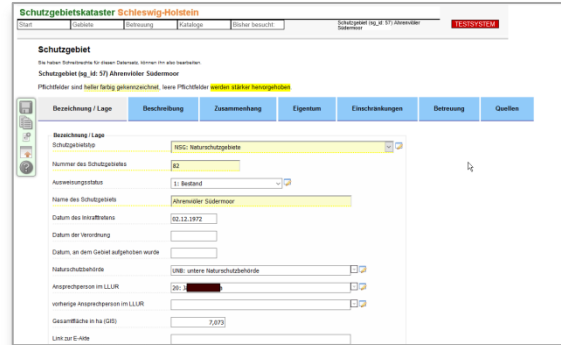 Schutzgebietskataster Schleswig-Holstein
Start Gebiete Betreuung Kataloge Bisher besucht Schutzgebiet (sg_id: 57) Ahrenviöler Südermoor TESTSYSTEM
Schutzgebiet
Sie haben Schreibrechte für diesen Datensatz, können ihn also bearbeiten.
Schutzgebiet (sg_id: 57) Ahrenviöler Südermoor
Pflichtfelder sind heller farbig gekennzeichnet, leere Pflichtfelder werden stärker hervorgehoben.
Bezeichnung / Lage Beschreibung Zusammenhang Eigentum Einschränkungen Betreuung Quellen
Bezeichnung / Lage
Schutzgebietstyp NSG: Naturschutzgebiete
Nummer des Schutzgebietes 82
Ausweisungsstatus 1: Bestand
Name des Schutzgebiets Ahrenviöler Südermoor
Datum des Inkrafttretens 02.12.1972
Datum der Verordnung
Datum, an dem Gebiet aufgehoben wurde
Naturschutzbehörde UNB: untere Naturschutzbehörde
Ansprechperson im LLUR 20:
vorherige Ansprechperson im LLUR
Gesamtfläche in ha (GIS) 7,073
Link zur E-Akte